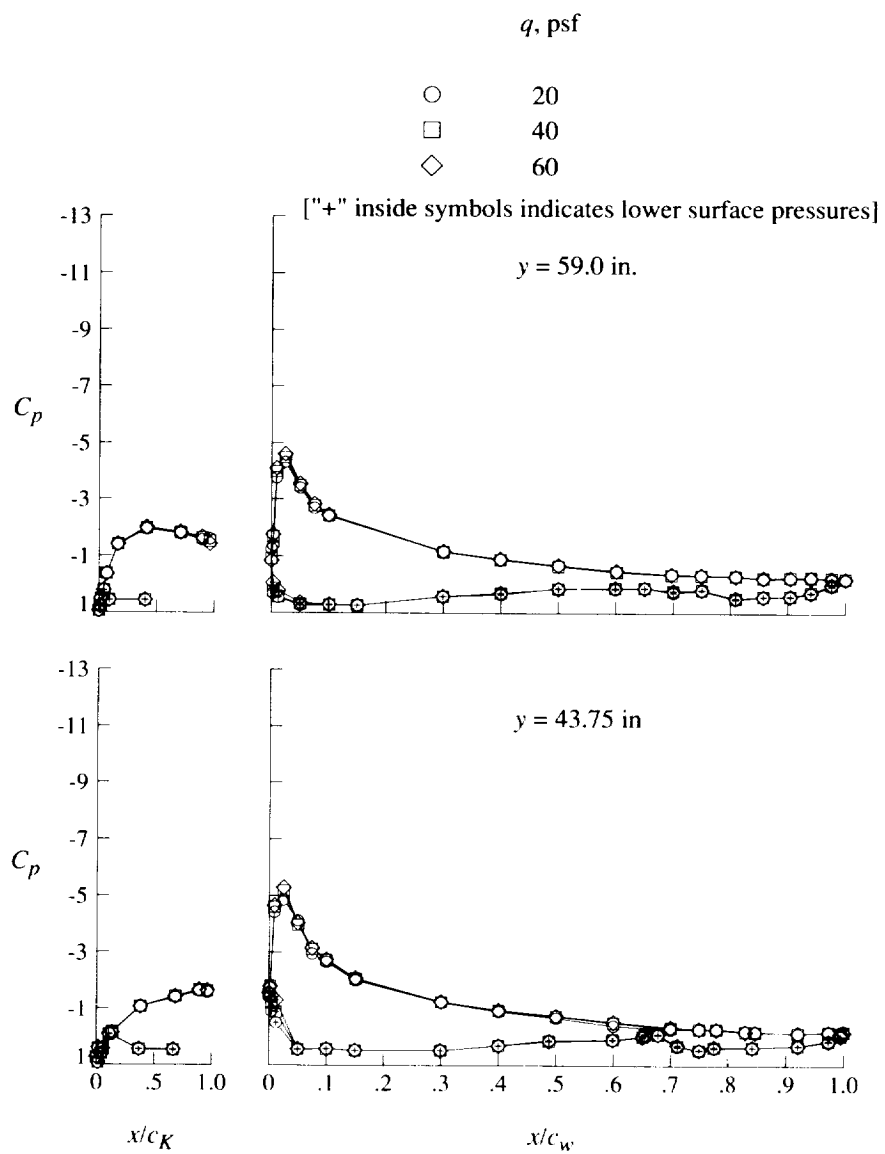 q, psf
20
40
60
["+" inside symbols indicates lower surface pressures]
y = 59.0 in.
-13
-11
-9
-7
-5
-3
-1
1
C_p
y = 43.75 in
-13
-11
-9
-7
-5
-3
-1
1
C_p
0 .5 1.0 0 .1 .2 .3 .4 .5 .6 .7 .8 .9 1.0
x/c_K x/c_w